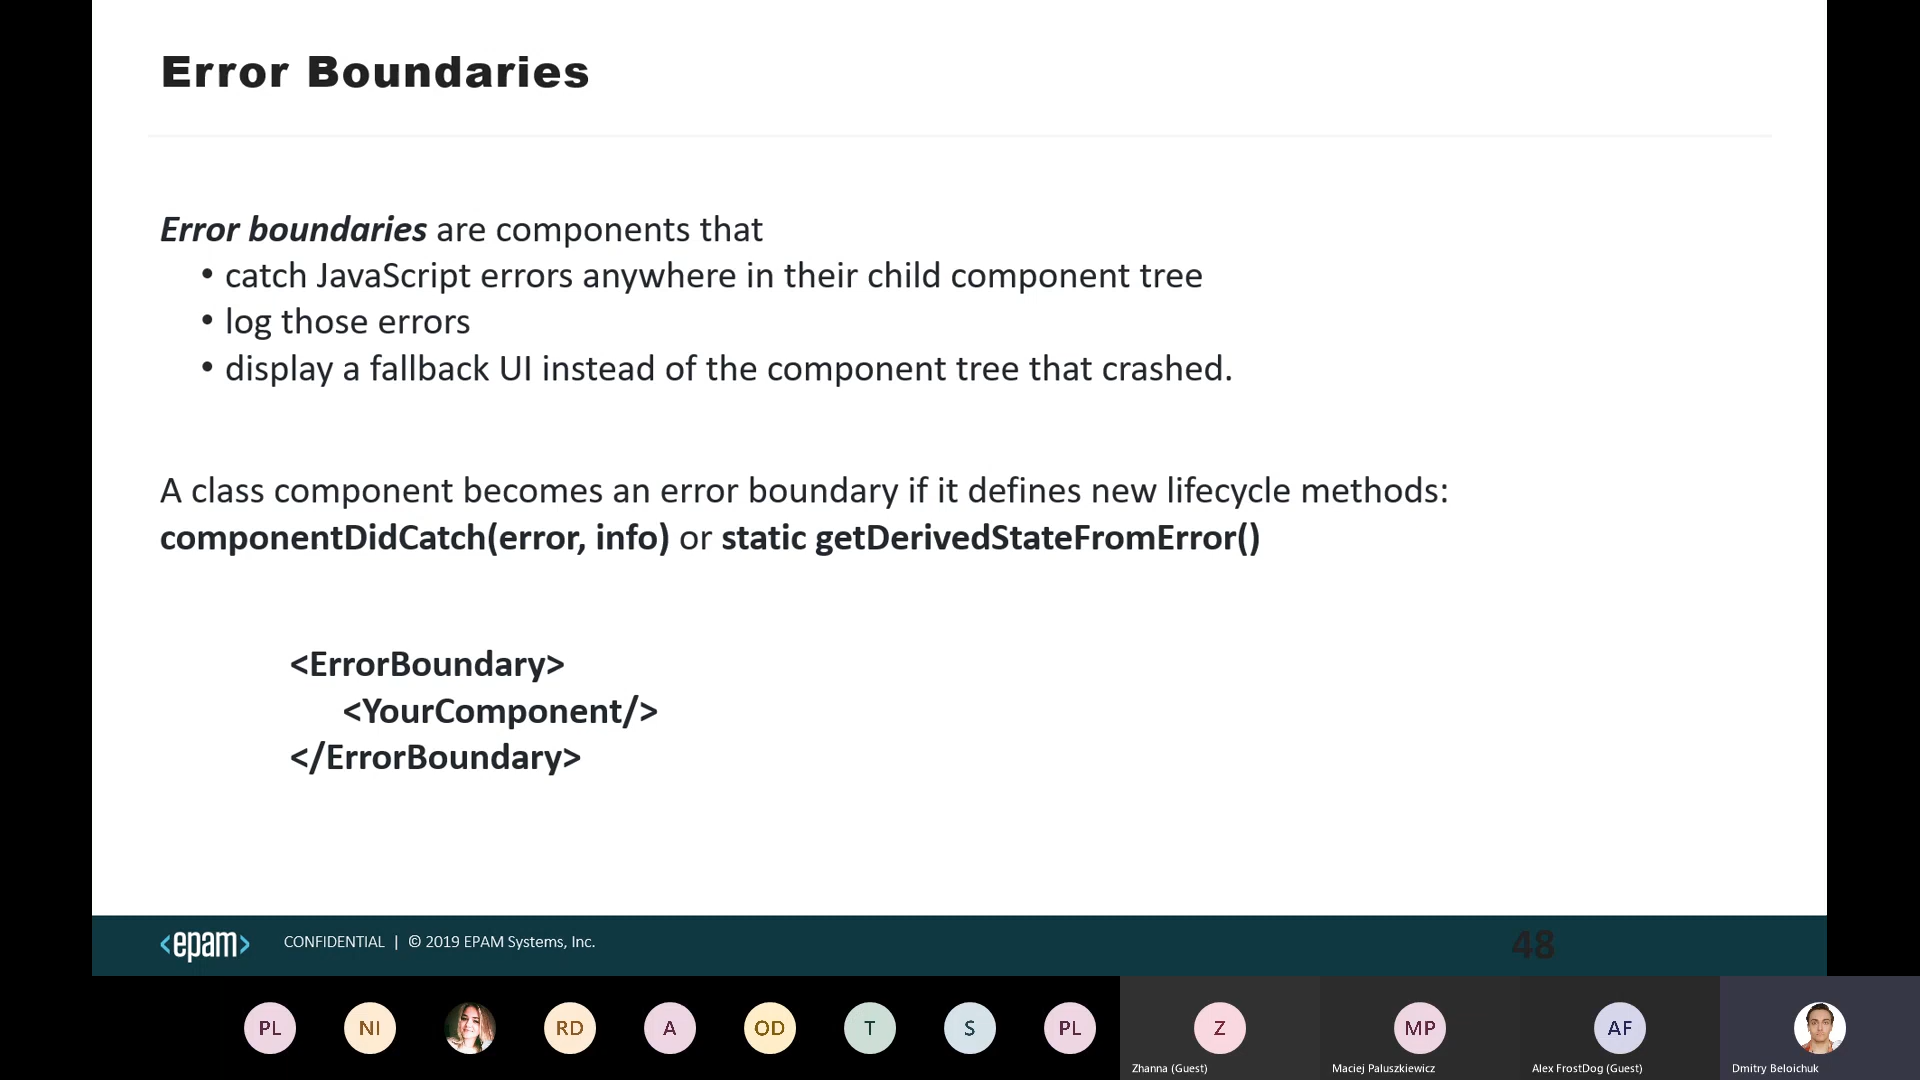 Error Boundaries
Error boundaries are components that
• catch JavaScript errors anywhere in their child component tree
• log those errors
• display a fallback UI instead of the component tree that crashed.
A class component becomes an error boundary if it defines new lifecycle methods:
componentDidCatch(error, info) or static getDerivedStateFromError()
<ErrorBoundary>
<YourComponent/>
</ErrorBoundary>
<epam> CONFIDENTIAL | © 2019 EPAM Systems, Inc. 48
PL NI RD A OD T S PL Z MP AF
Zhanna (Guest) Maciej Paluszkiewicz Alex FrostDog (Guest) Dmitry Beloichuk